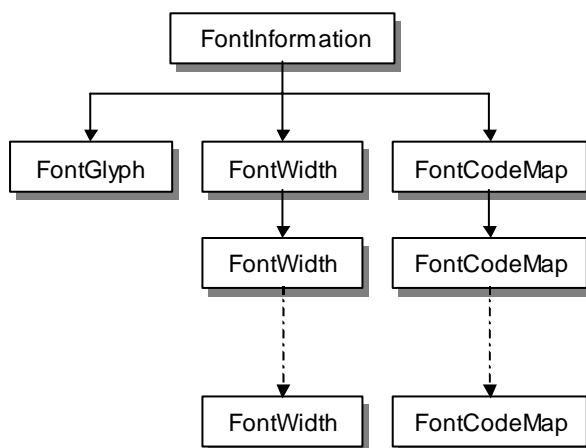 FontInformation
FontGlyph
FontWidth
FontCodeMap
FontWidth
FontCodeMap
FontWidth
FontCodeMap